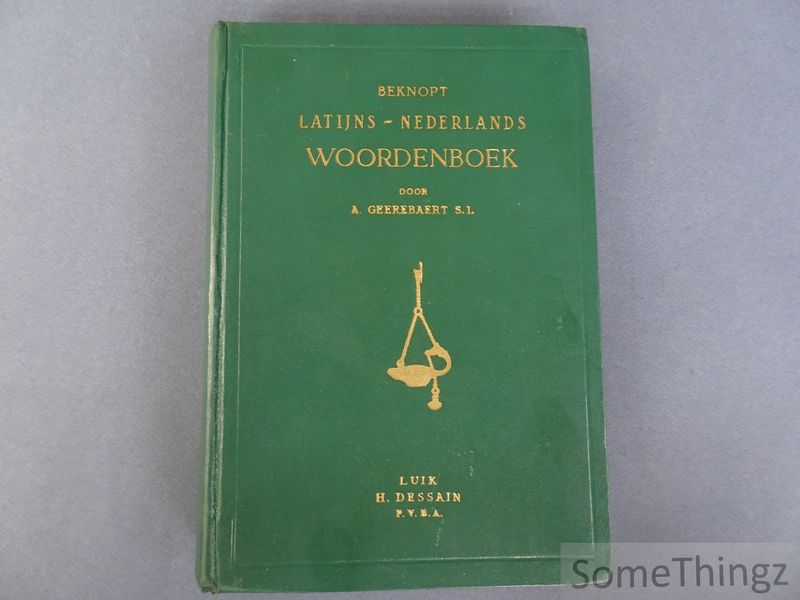 BEKNOPT
LATIJNS - NEDERLANDS
WOORDENBOEK
DOOR
A. GEEREBAERT S.I.
LUIK
H. DESSAIN
P.V.B.A.
SomeThingz